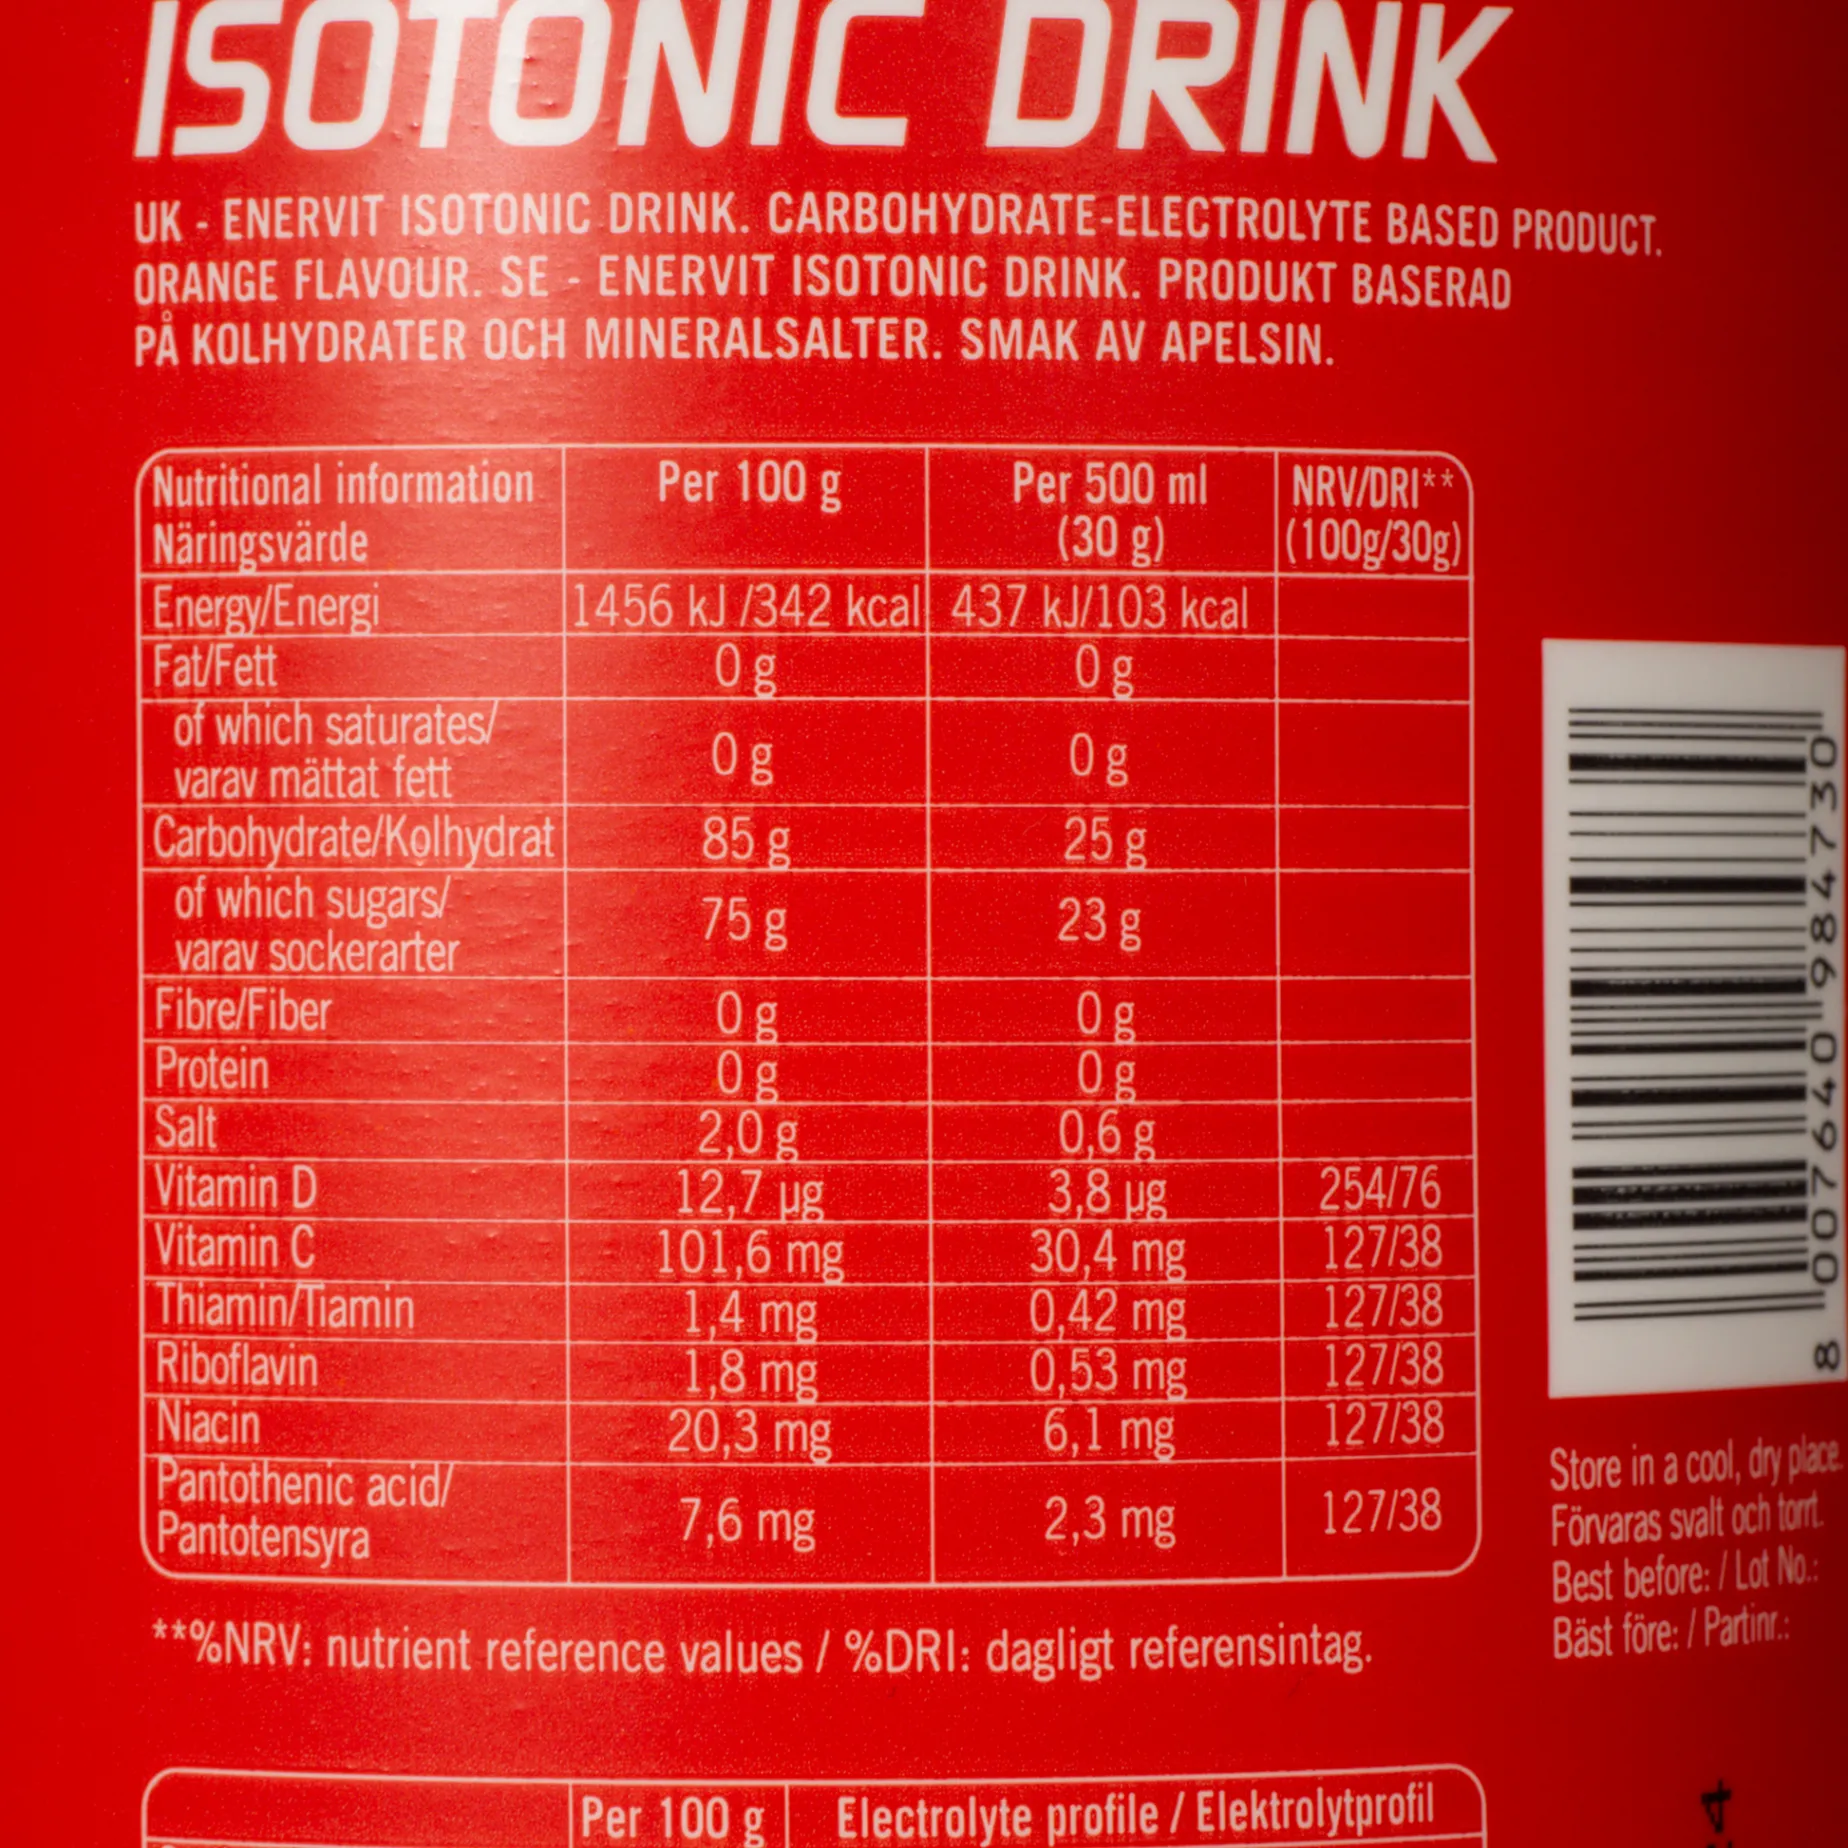 ISOTONIC DRINK
UK - ENERVIT ISOTONIC DRINK. CARBOHYDRATE-ELECTROLYTE BASED PRODUCT.
ORANGE FLAVOUR. SE - ENERVIT ISOTONIC DRINK. PRODUKT BASERAD
PÅ KOLHYDRATER OCH MINERALSALTER. SMAK AV APELSIN.
Nutritional information Per 100 g Per 500 ml NRV/DRI**
Näringsvärde (30 g) (100g/30g)
Energy/Energi 1456 kJ /342 kcal 437 kJ/103 kcal
Fat/Fett 0 g 0 g
of which saturates/
varav mättat fett 0 g 0 g
Carbohydrate/Kolhydrat 85 g 25 g
of which sugars/
varav sockerarter 75 g 23 g
Fibre/Fiber 0 g 0 g
Protein 0 g 0 g
Salt 2,0 g 0,6 g
Vitamin D 12,7 µg 3,8 µg 254/76
Vitamin C 101,6 mg 30,4 mg 127/38
Thiamin/Tiamin 1,4 mg 0,42 mg 127/38
Riboflavin 1,8 mg 0,53 mg 127/38
Niacin 20,3 mg 6,1 mg 127/38
Pantothenic acid/
Pantotensyra 7,6 mg 2,3 mg 127/38
**%NRV: nutrient reference values / %DRI: dagligt referensintag.
Per 100 g Electrolyte profile / Elektrolytprofil
8 007640 984730
Store in a cool, dry place.
Förvaras svalt och torrt.
Best before: / Lot No.:
Bäst före: / Partinr.: